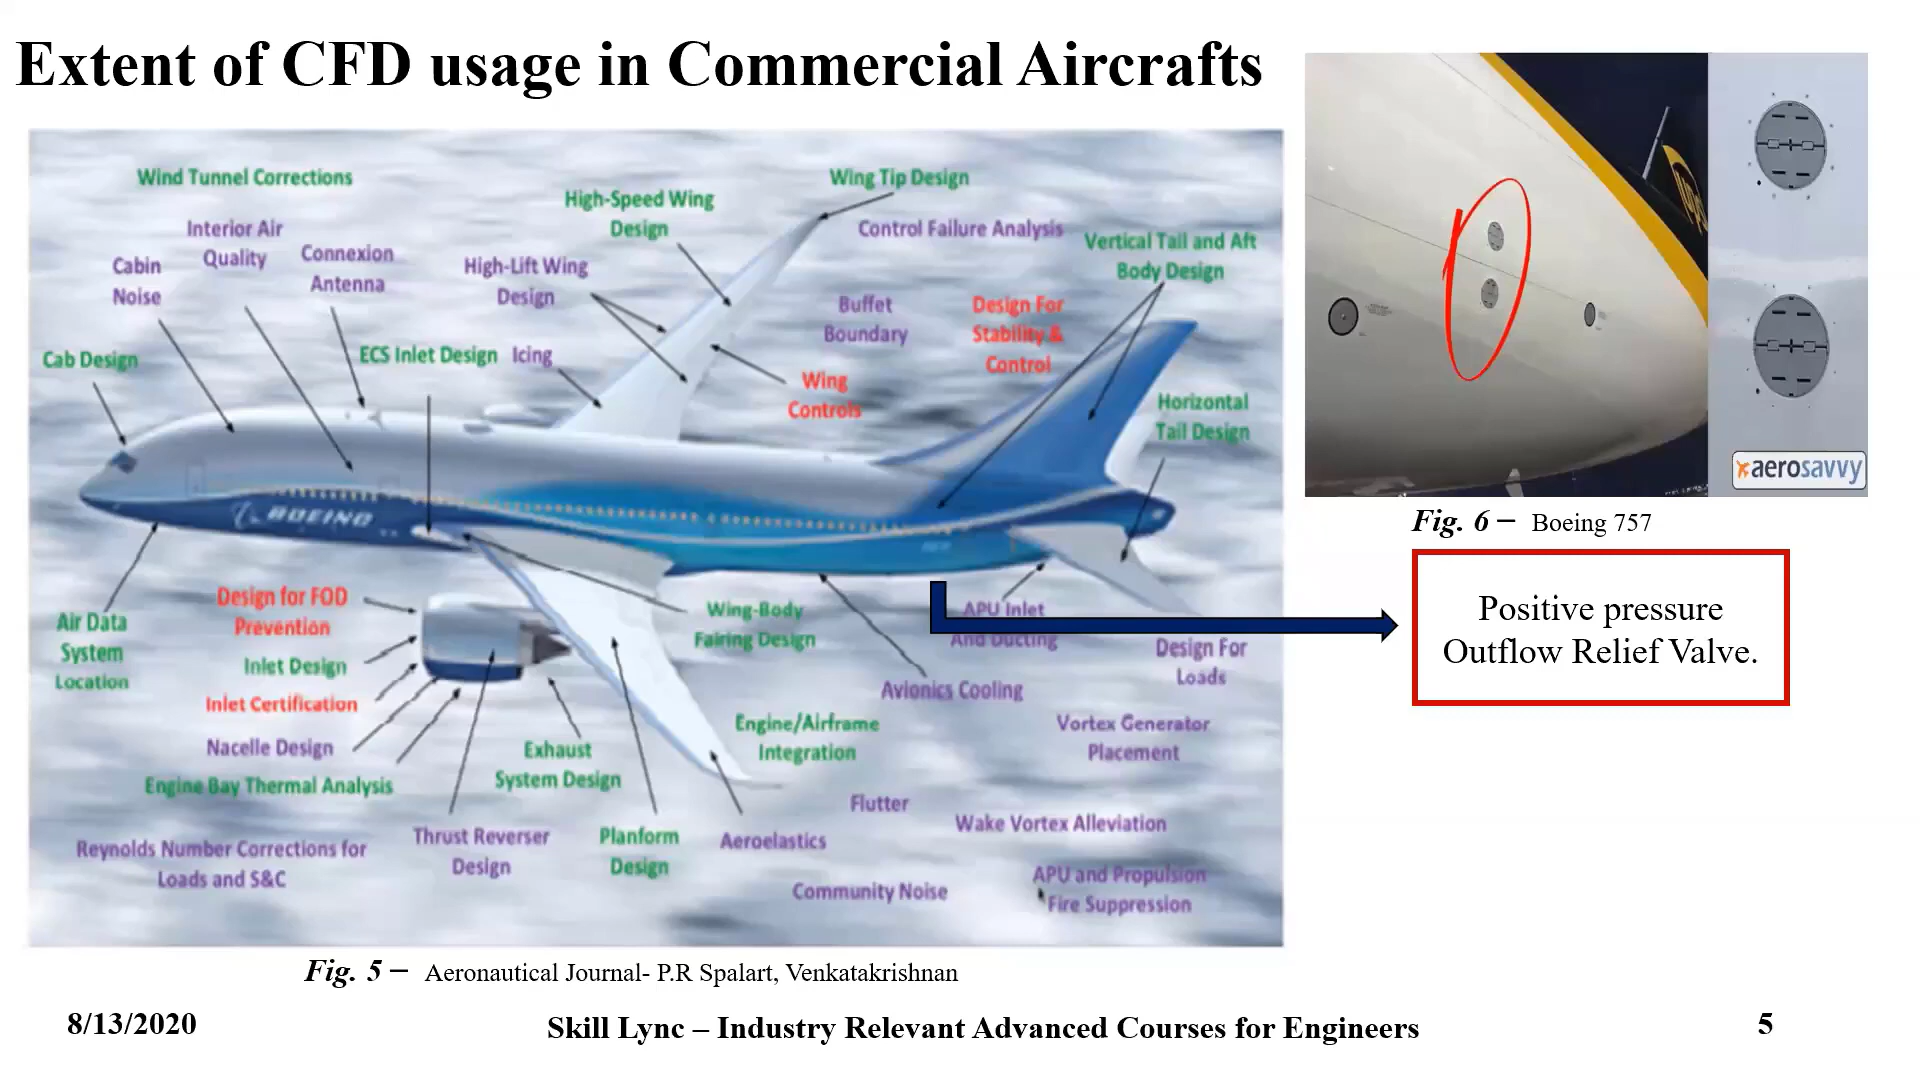 Extent of CFD usage in Commercial Aircrafts
Wind Tunnel Corrections
Interior Air
Quality
Cabin
Noise
Connexion
Antenna
Cab Design
ECS Inlet Design
Icing
High-Lift Wing
Design
High-Speed Wing
Design
Wing Tip Design
Control Failure Analysis
Vertical Tail and Aft
Body Design
Buffet
Boundary
Design For
Stability &
Control
Wing
Controls
Horizontal
Tail Design
BOEING
Air Data
System
Location
Design for FOD
Prevention
Inlet Design
Inlet Certification
Nacelle Design
Engine Bay Thermal Analysis
Reynolds Number Corrections for
Loads and S&C
Thrust Reverser
Design
Exhaust
System Design
Planform
Design
Wing-Body
Fairing Design
Engine/Airframe
Integration
Aeroelastics
Flutter
Community Noise
Avionics Cooling
APU Inlet
And Ducting
Design For
Loads
Vortex Generator
Placement
Wake Vortex Alleviation
APU and Propulsion
Fire Suppression
Fig. 5 – Aeronautical Journal- P.R Spalart, Venkatakrishnan
aerosavvy
Fig. 6 – Boeing 757
Positive pressure
Outflow Relief Valve.
8/13/2020
Skill Lync – Industry Relevant Advanced Courses for Engineers
5